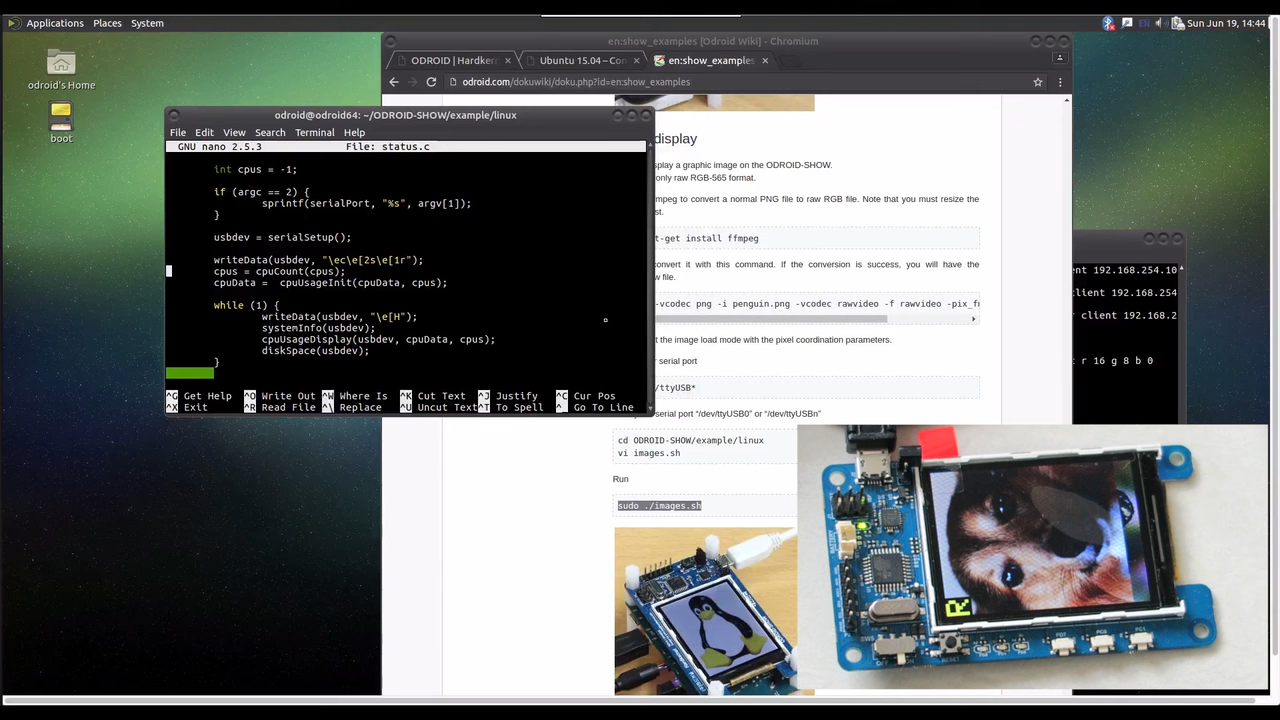 Applications Places System
EN
Sun Jun 19, 14:44
odroid's Home
boot
en:show_examples [Odroid Wiki] - Chromium
ODROID | Hardker
Ubuntu 15.04 – Con
en:show_examples
odroid.com/dokuwiki/doku.php?id=en:show_examples
odroid@odroid64: ~/ODROID-SHOW/example/linux
File Edit View Search Terminal Help
GNU nano 2.5.3 File: status.c
int cpus = -1;
if (argc == 2) {
sprintf(serialPort, "%s", argv[1]);
}
usbdev = serialSetup();
writeData(usbdev, "\ec\e[2s\e[1r");
cpus = cpuCount(cpus);
cpuData =  cpuUsageInit(cpuData, cpus);
while (1) {
writeData(usbdev, "\e[H");
systemInfo(usbdev);
cpuUsageDisplay(usbdev, cpuData, cpus);
diskSpace(usbdev);
}
^G Get Help ^O Write Out ^W Where Is ^K Cut Text ^J Justify ^C Cur Pos
^X Exit ^R Read File ^\ Replace ^U Uncut Text ^T To Spell ^_ Go To Line
display
splay a graphic image on the ODROID-SHOW.
only raw RGB-565 format.
mpeg to convert a normal PNG file to raw RGB file. Note that you must resize the
st.
t-get install ffmpeg
convert it with this command. If the conversion is success, you will have the
w file.
-vcodec png -i penguin.png -vcodec rawvideo -f rawvideo -pix_f
t the image load mode with the pixel coordination parameters.
r serial port
/ttyUSB*
serial port “/dev/ttyUSB0” or “/dev/ttyUSBn”
cd ODROID-SHOW/example/linux
vi images.sh
Run
sudo ./images.sh
ent 192.168.254.10
client 192.168.254
r client 192.168.2
t r 16 g 8 b 0
BATTERY
RESET
R